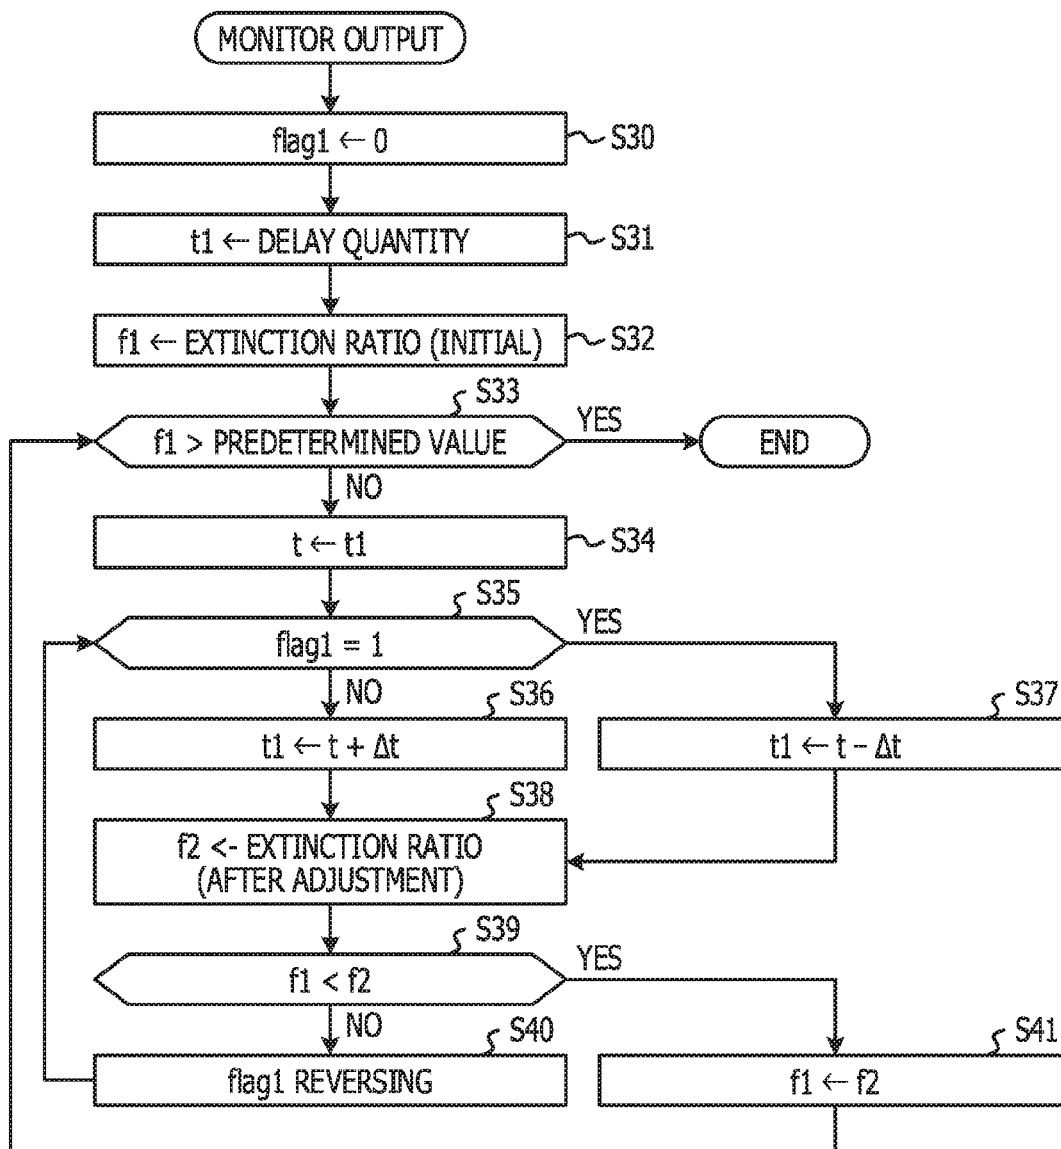 MONITOR OUTPUT
flag1 ← 0
S30
t1 ← DELAY QUANTITY
S31
f1 ← EXTINCTION RATIO (INITIAL)
S32
S33
f1 > PREDETERMINED VALUE
YES
END
NO
t ← t1
S34
S35
flag1 = 1
YES
NO
S36
t1 ← t + Δt
S37
t1 ← t – Δt
S38
f2 <- EXTINCTION RATIO
(AFTER ADJUSTMENT)
S39
f1 < f2
YES
NO
S40
flag1 REVERSING
S41
f1 ← f2